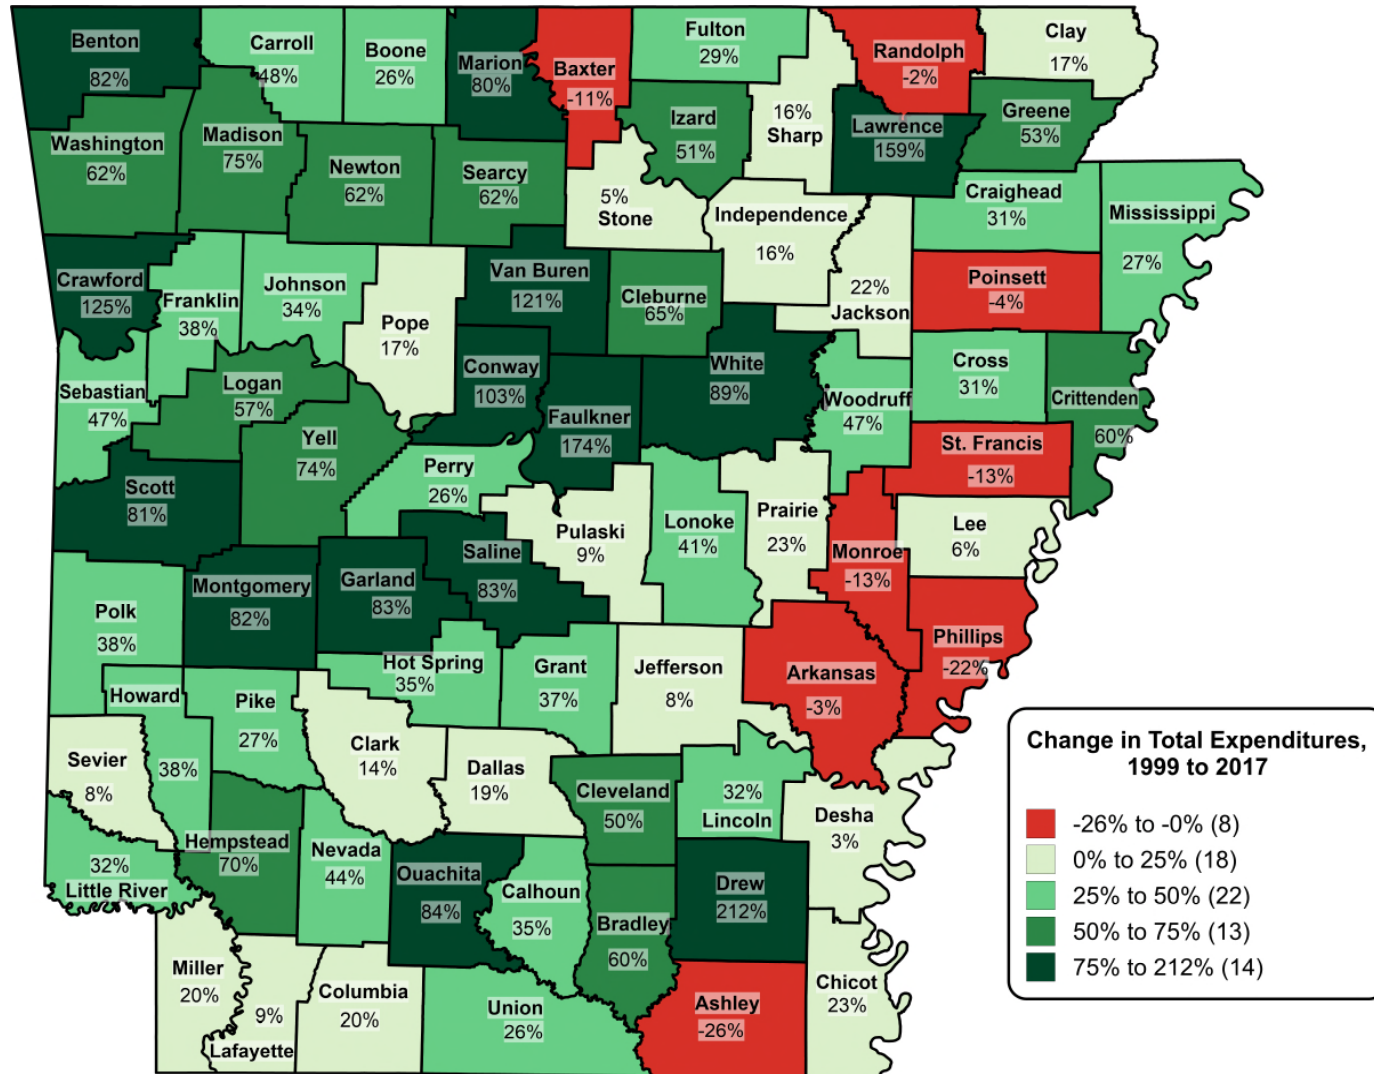 Benton
82%
Carroll
48%
Boone
26%
Marion
80%
Baxter
-11%
Fulton
29%
Randolph
-2%
Clay
17%
Washington
62%
Madison
75%
Newton
62%
Searcy
62%
Izard
51%
16%
Sharp
Lawrence
159%
Greene
53%
5%
Stone
Independence
16%
Craighead
31%
Mississippi
27%
Crawford
125%
Franklin
38%
Johnson
34%
Pope
17%
Van Buren
121%
Cleburne
65%
22%
Jackson
Poinsett
-4%
Sebastian
47%
Logan
57%
Conway
103%
White
89%
Woodruff
47%
Cross
31%
Crittenden
60%
Yell
74%
Faulkner
174%
St. Francis
-13%
Scott
81%
Perry
26%
Pulaski
9%
Lonoke
41%
Prairie
23%
Monroe
-13%
Lee
6%
Saline
83%
Montgomery
82%
Garland
83%
Polk
38%
Hot Spring
35%
Grant
37%
Jefferson
8%
Arkansas
-3%
Phillips
-22%
Howard
38%
Pike
27%
Clark
14%
Dallas
19%
Sevier
8%
Cleveland
50%
32%
Lincoln
Desha
3%
Hempstead
70%
Nevada
44%
Ouachita
84%
Calhoun
35%
Drew
212%
32%
Little River
Bradley
60%
Miller
20%
9%
Lafayette
Columbia
20%
Union
26%
Ashley
-26%
Chicot
23%
Change in Total Expenditures,
1999 to 2017
-26% to -0% (8)
0% to 25% (18)
25% to 50% (22)
50% to 75% (13)
75% to 212% (14)